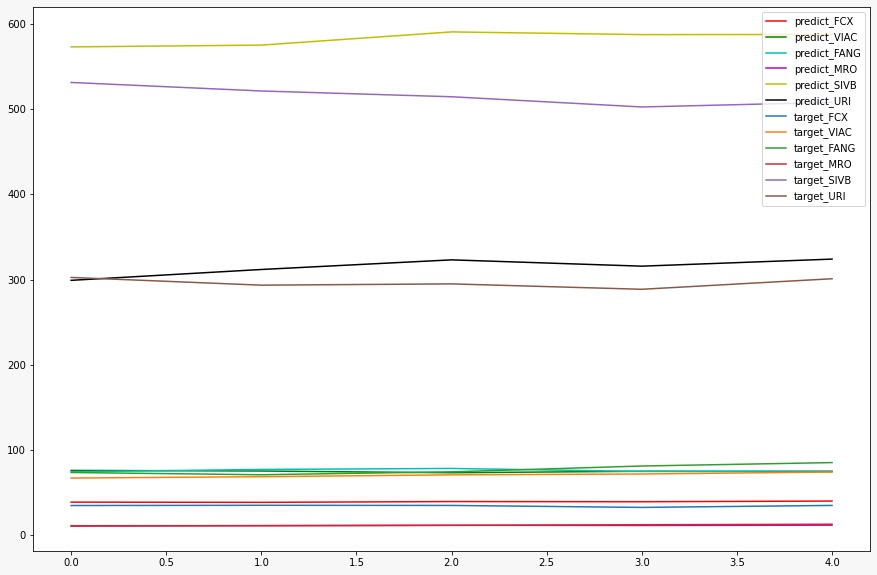 600
500
400
300
200
100
0
0.0 0.5 1.0 1.5 2.0 2.5 3.0 3.5 4.0
predict_FCX
predict_VIAC
predict_FANG
predict_MRO
predict_SIVB
predict_URI
target_FCX
target_VIAC
target_FANG
target_MRO
target_SIVB
target_URI